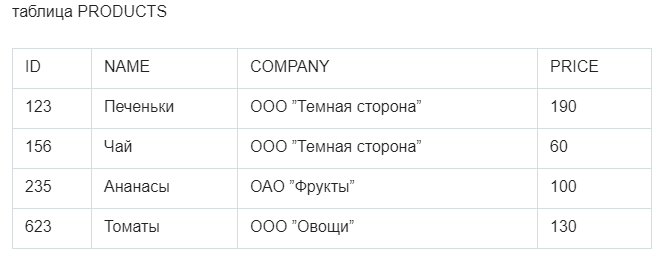 таблица PRODUCTS
ID NAME COMPANY PRICE
123 Печеньки ООО ”Темная сторона” 190
156 Чай ООО ”Темная сторона” 60
235 Ананасы ОАО ”Фрукты” 100
623 Томаты ООО ”Овощи” 130